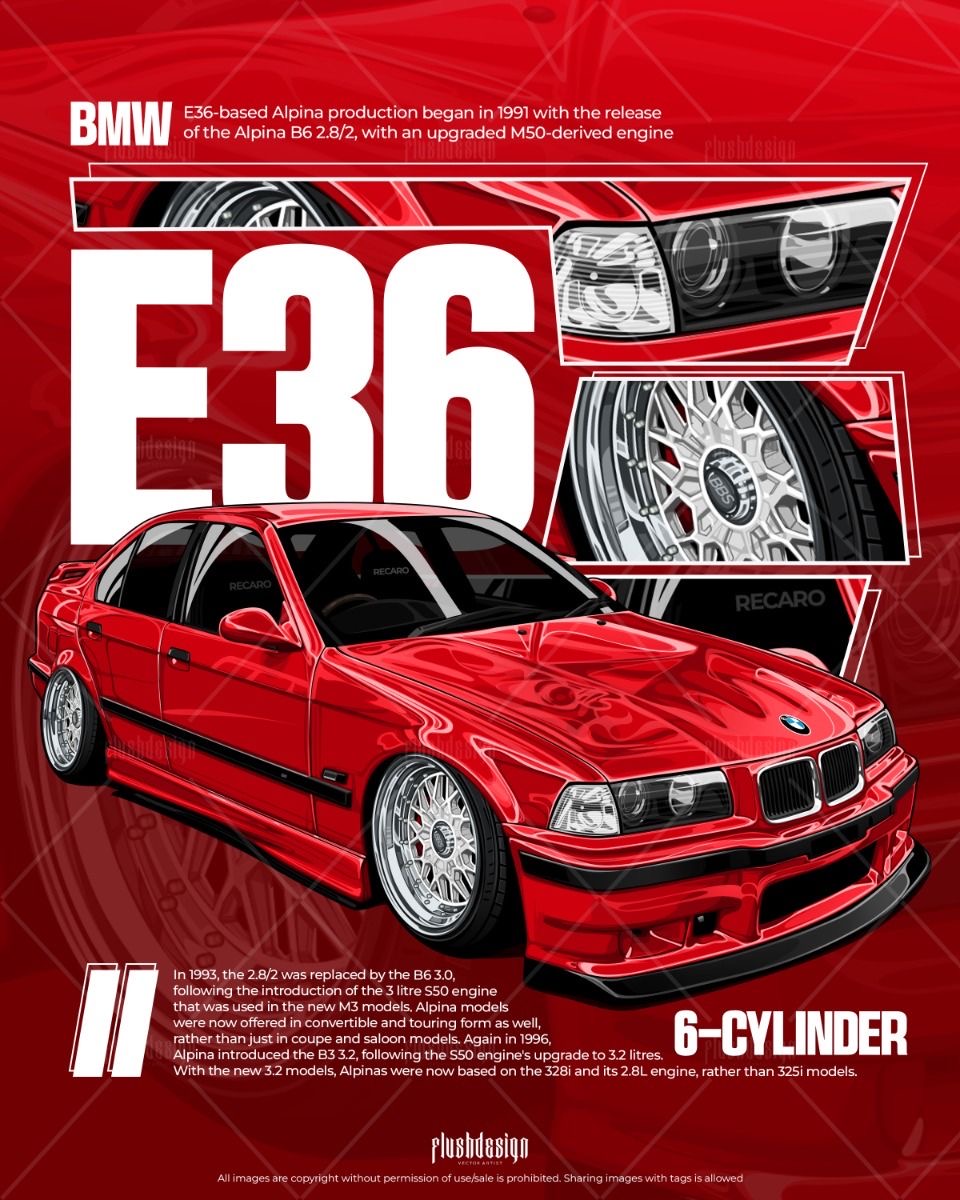 BMW
E36-based Alpina production began in 1991 with the release
of the Alpina B6 2.8/2, with an upgraded M50-derived engine
flushdesign
flushdesign
E36
BBS
RECARO
RECARO
RECARO
flushdesign
flushdesign
flushdesign
In 1993, the 2.8/2 was replaced by the B6 3.0,
following the introduction of the 3 litre S50 engine
that was used in the new M3 models. Alpina models
were now offered in convertible and touring form as well,
rather than just in coupe and saloon models. Again in 1996,
Alpina introduced the B3 3.2, following the S50 engine's upgrade to 3.2 litres.
With the new 3.2 models, Alpinas were now based on the 328i and its 2.8L engine, rather than 325i models.
6-CYLINDER
flushdesign
VECTOR ARTIST
All images are copyright without permission of use/sale is prohibited. Sharing images with tags is allowed